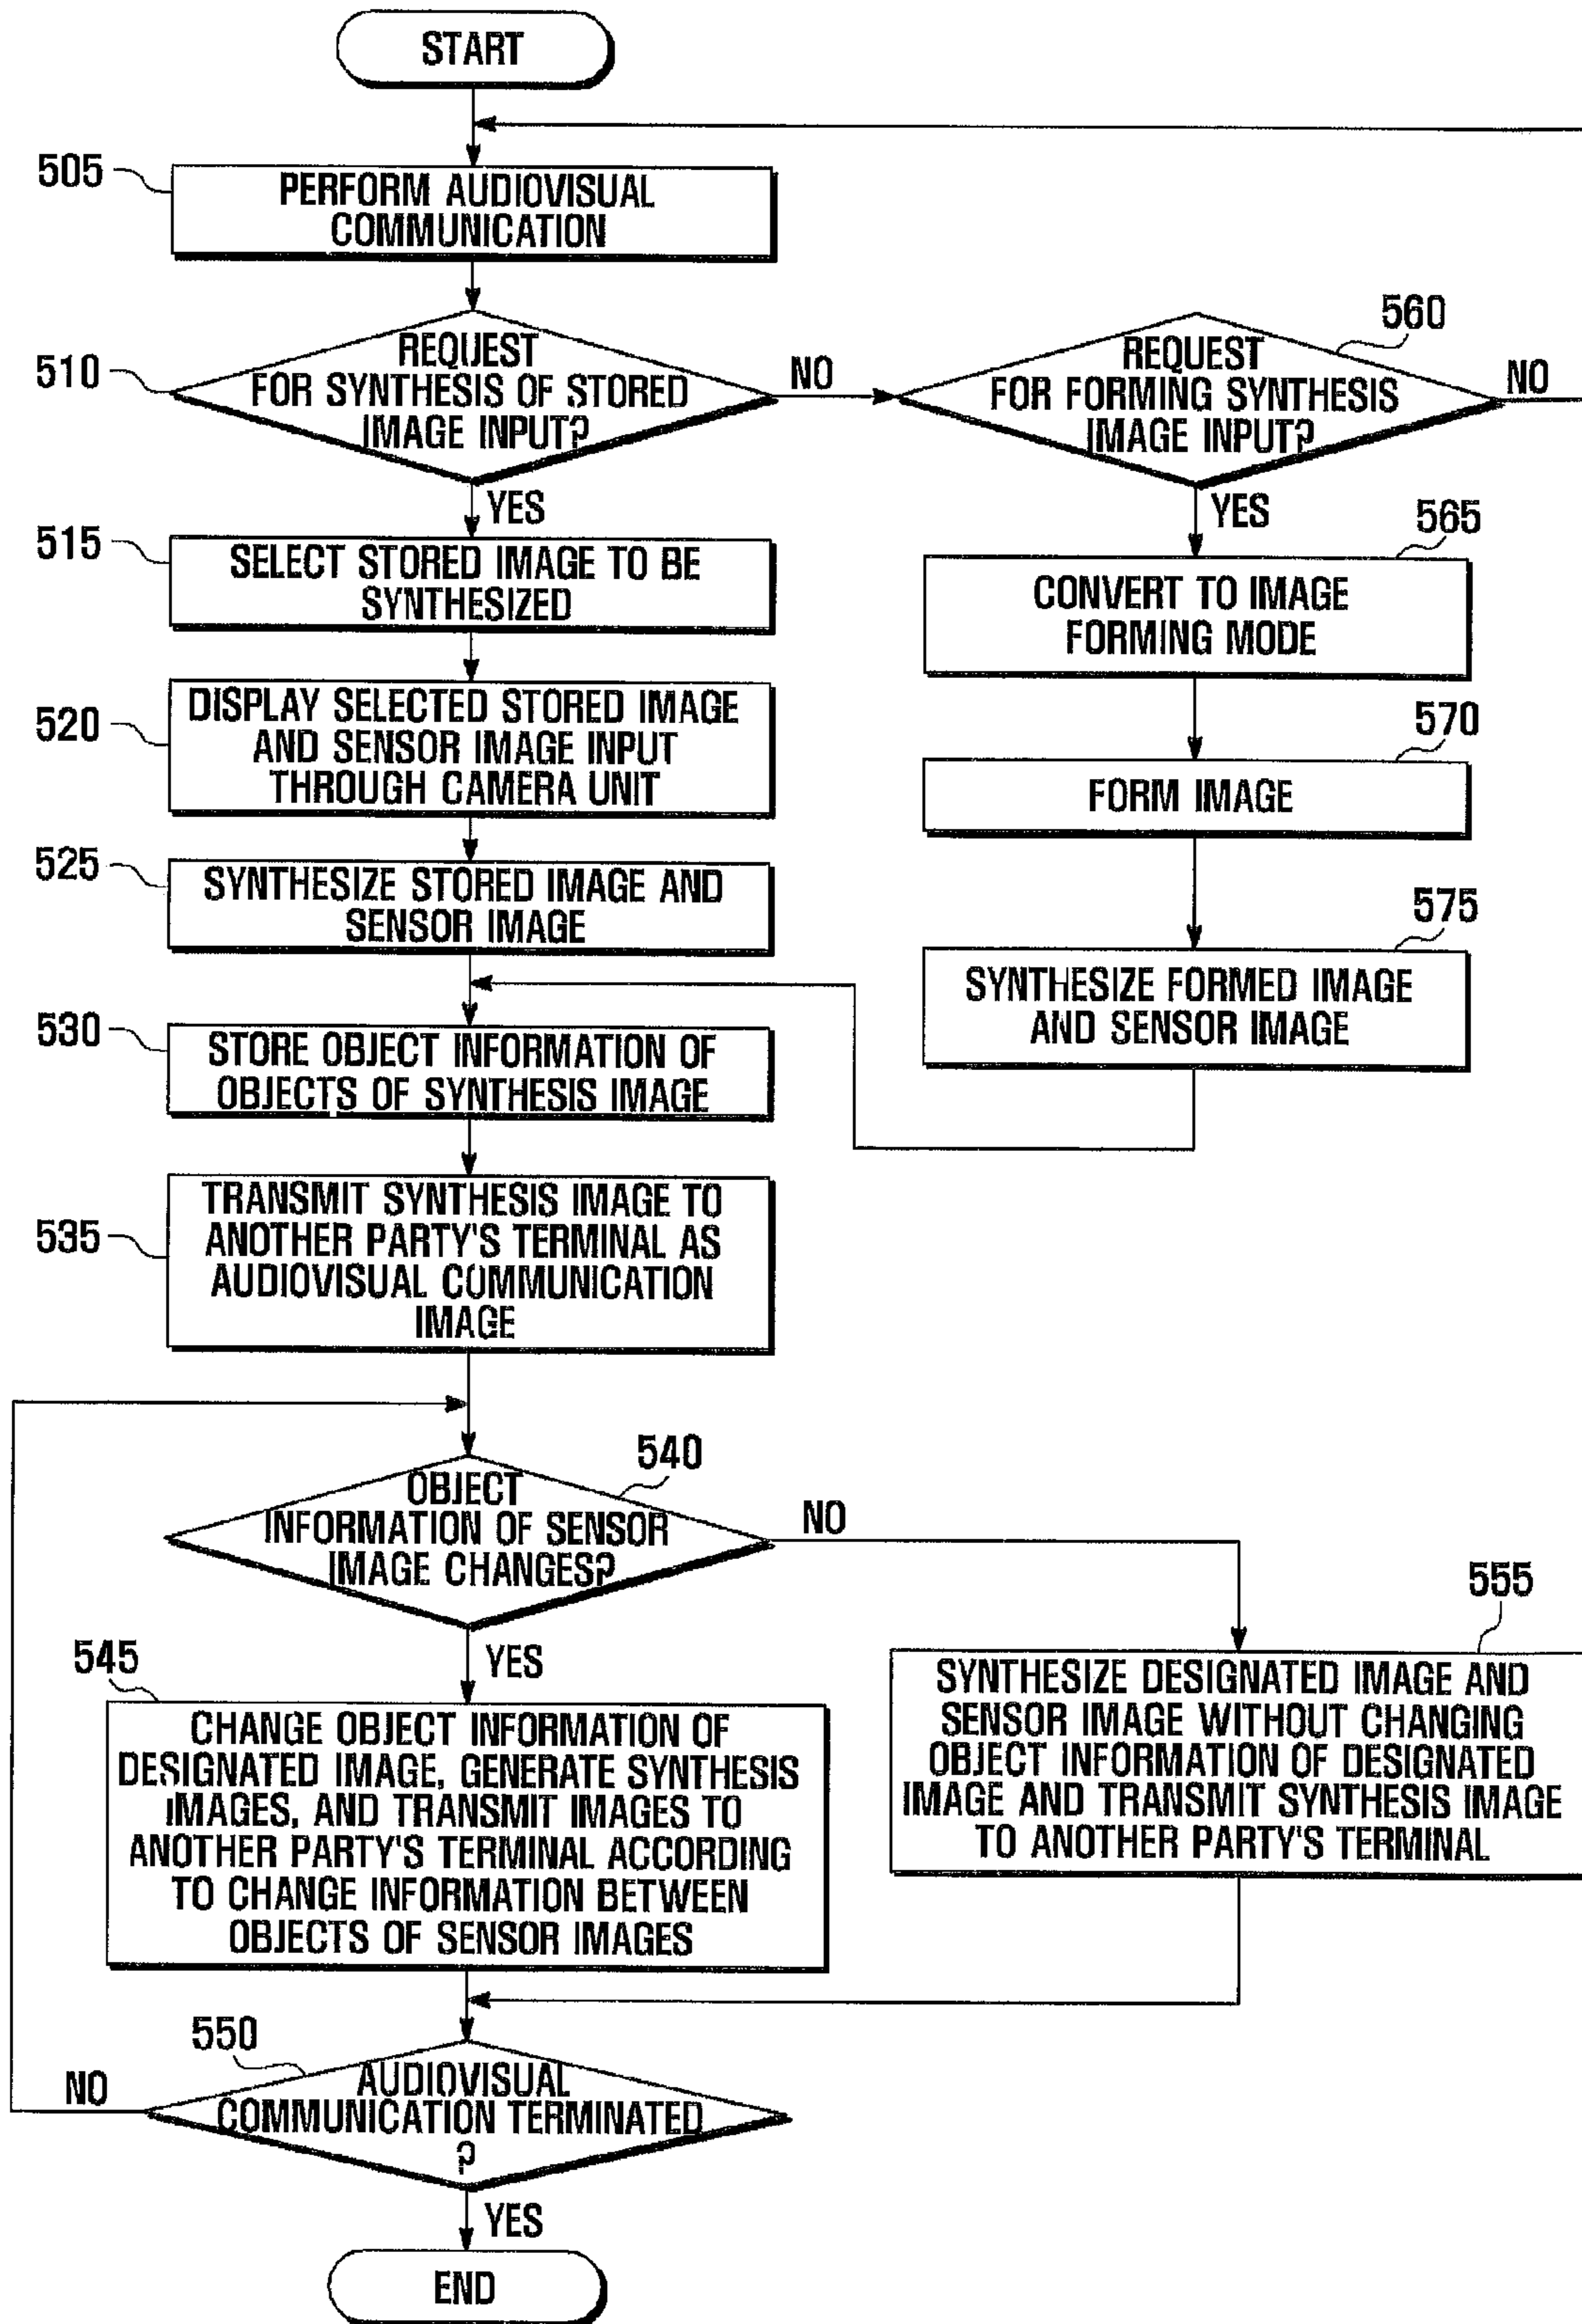 START
505
PERFORM AUDIOVISUAL
COMMUNICATION
510
REQUEST
FOR SYNTHESIS OF STORED
IMAGE INPUT?
NO
560
REQUEST
FOR FORMING SYNTHESIS
IMAGE INPUT?
NO
YES
515
SELECT STORED IMAGE TO BE
SYNTHESIZED
YES
565
CONVERT TO IMAGE
FORMING MODE
520
DISPLAY SELECTED STORED IMAGE
AND SENSOR IMAGE INPUT
THROUGH CAMERA UNIT
570
FORM IMAGE
525
SYNTHESIZE STORED IMAGE AND
SENSOR IMAGE
575
SYNTHESIZE FORMED IMAGE
AND SENSOR IMAGE
530
STORE OBJECT INFORMATION OF
OBJECTS OF SYNTHESIS IMAGE
535
TRANSMIT SYNTHESIS IMAGE TO
ANOTHER PARTY'S TERMINAL AS
AUDIOVISUAL COMMUNICATION
IMAGE
540
OBJECT
INFORMATION OF SENSOR
IMAGE CHANGES?
NO
YES
545
CHANGE OBJECT INFORMATION OF
DESIGNATED IMAGE, GENERATE SYNTHESIS
IMAGES, AND TRANSMIT IMAGES TO
ANOTHER PARTY'S TERMINAL ACCORDING
TO CHANGE INFORMATION BETWEEN
OBJECTS OF SENSOR IMAGES
555
SYNTHESIZE DESIGNATED IMAGE AND
SENSOR IMAGE WITHOUT CHANGING
OBJECT INFORMATION OF DESIGNATED
IMAGE AND TRANSMIT SYNTHESIS IMAGE
TO ANOTHER PARTY'S TERMINAL
550
NO
AUDIOVISUAL
COMMUNICATION TERMINATED
?
YES
END